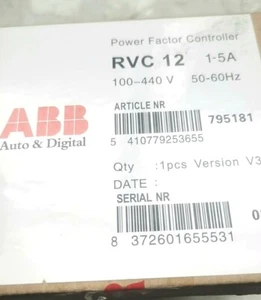 Power Factor Controller
RVC 12 1-5A
100-440 V 50-60Hz
ARTICLE NR
795181
ABB
Auto & Digital
5 410779253655
Qty :1pcs Version V3
DATE :
SERIAL NR
8 372601655531